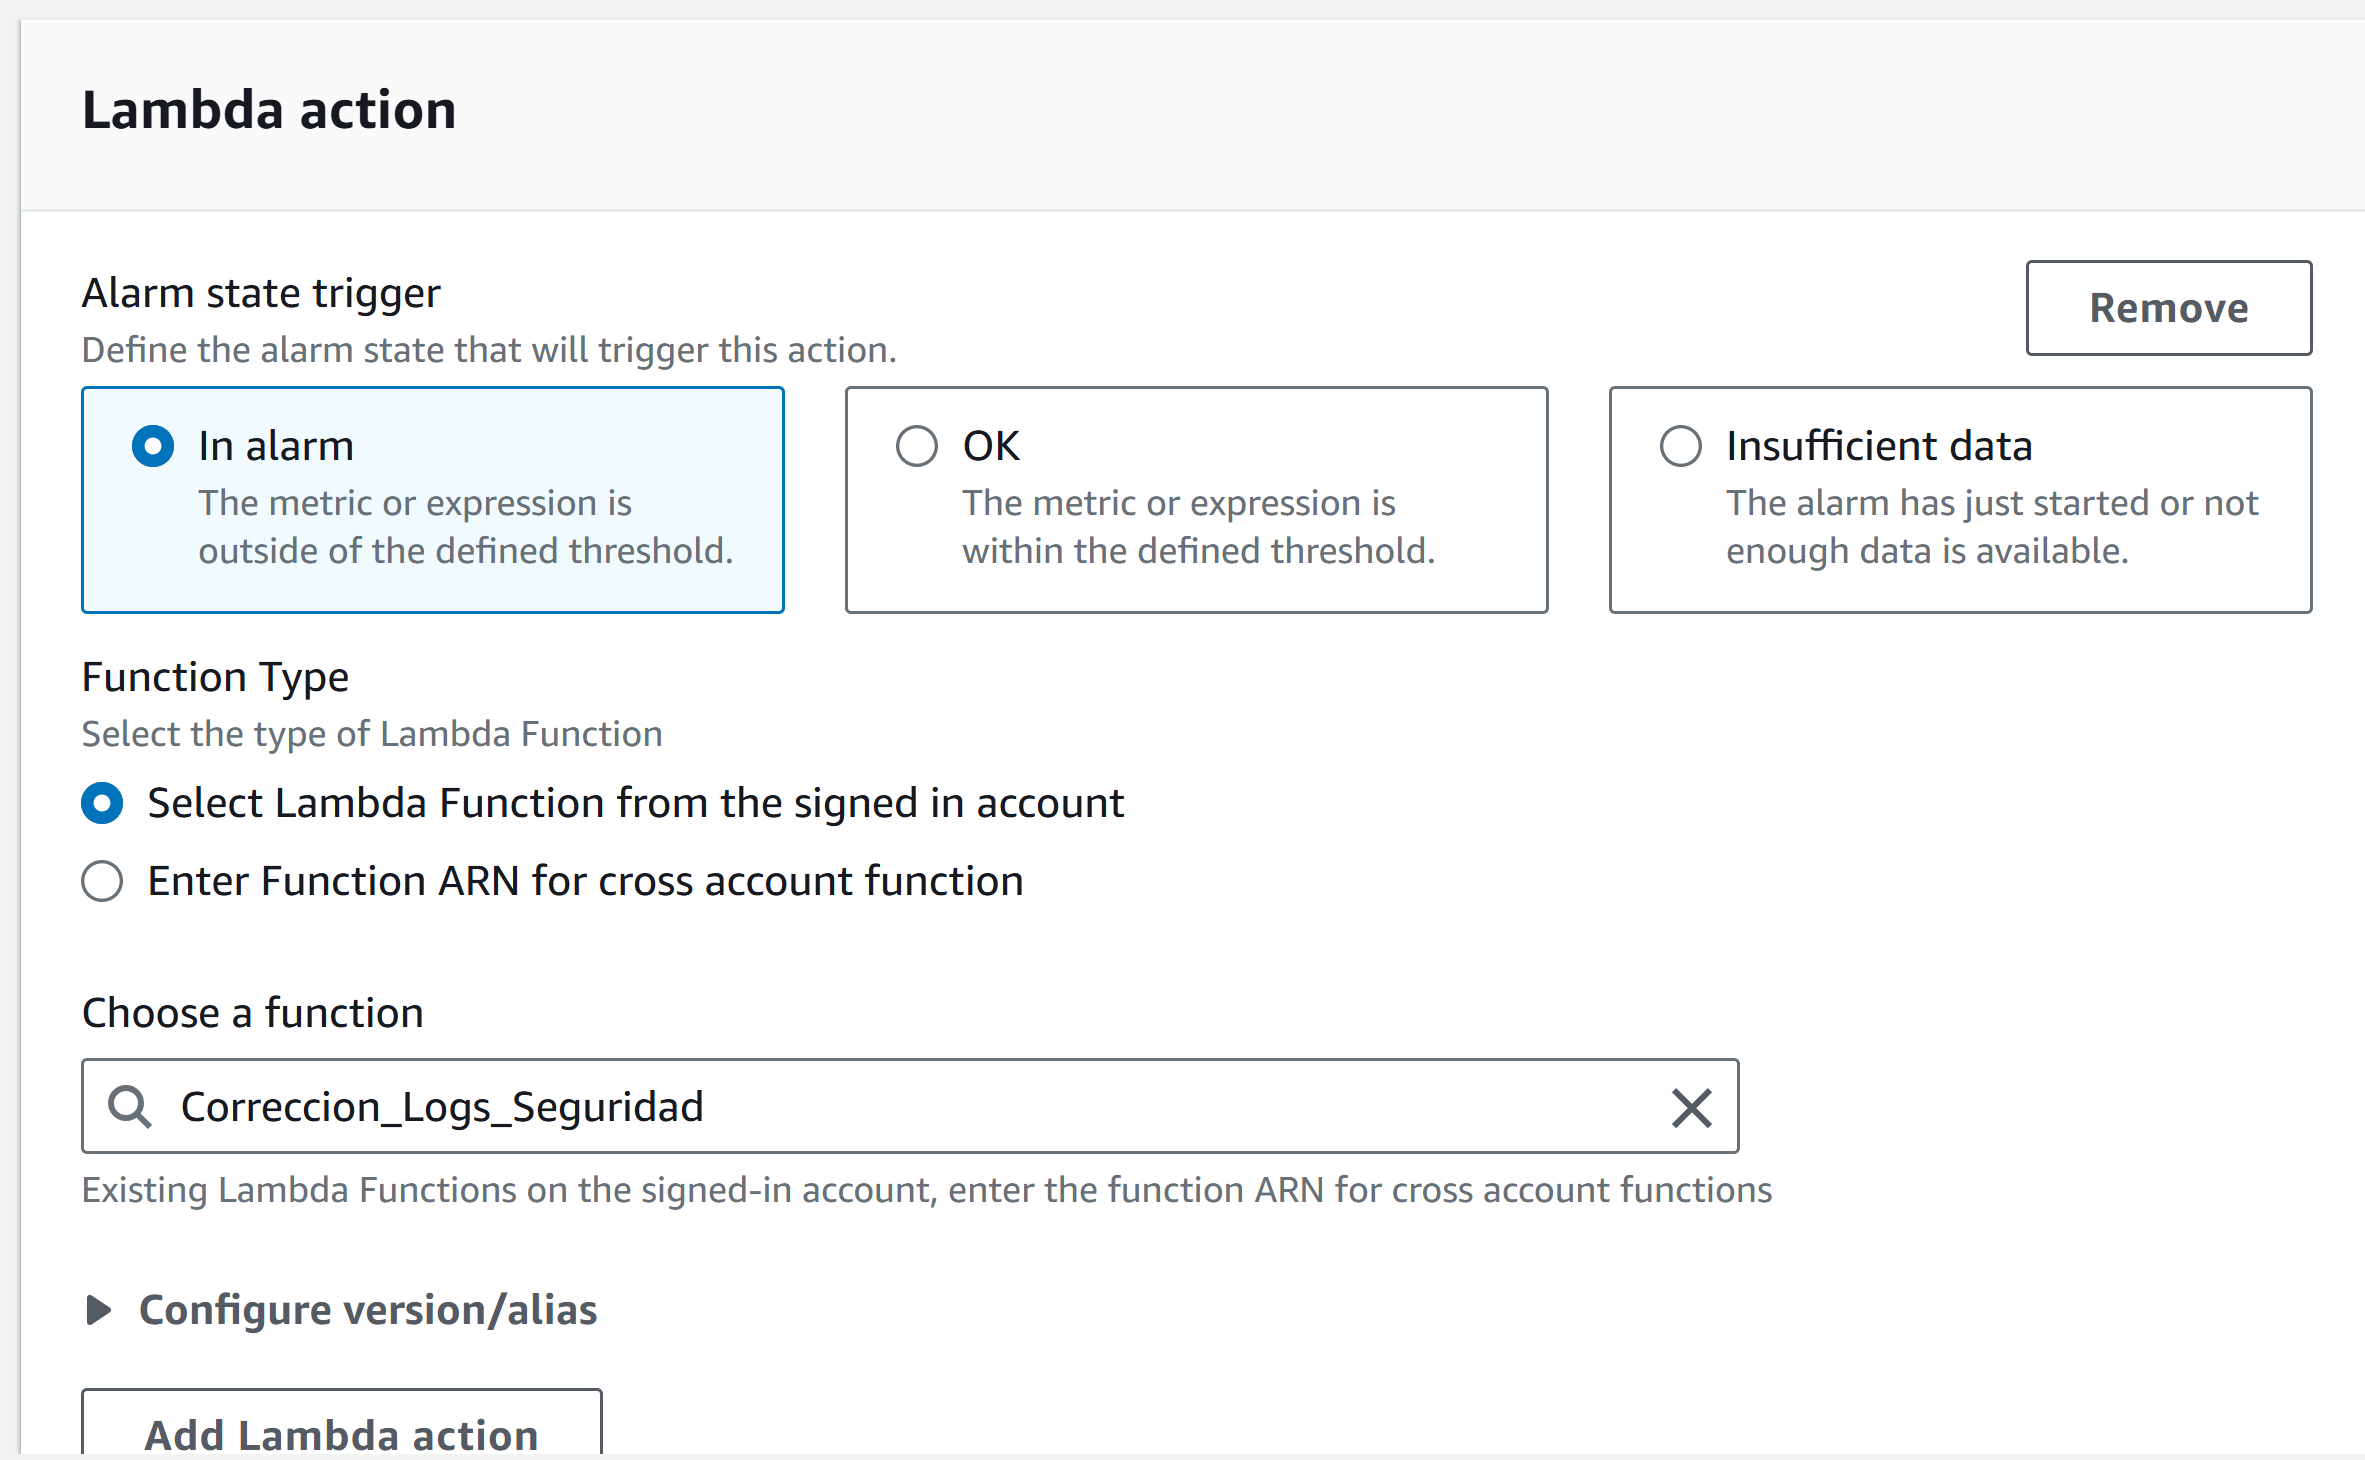 Lambda action
Alarm state trigger
Remove
Define the alarm state that will trigger this action.
In alarm
The metric or expression is
outside of the defined threshold.
OK
The metric or expression is
within the defined threshold.
Insufficient data
The alarm has just started or not
enough data is available.
Function Type
Select the type of Lambda Function
Select Lambda Function from the signed in account
Enter Function ARN for cross account function
Choose a function
Correccion_Logs_Seguridad
Existing Lambda Functions on the signed-in account, enter the function ARN for cross account functions
Configure version/alias
Add Lambda action